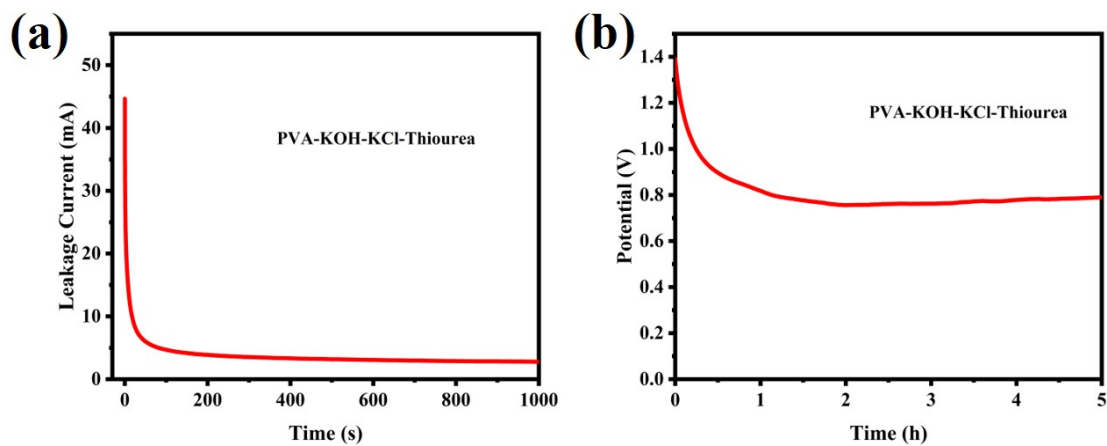 (a)
50
40
30
20
10
0
Leakage Current (mA)
PVA-KOH-KCl-Thiourea
0 200 400 600 800 1000
Time (s)
(b)
1.4
1.2
1.0
0.8
0.6
0.4
0.2
0.0
Potential (V)
PVA-KOH-KCl-Thiourea
0 1 2 3 4 5
Time (h)